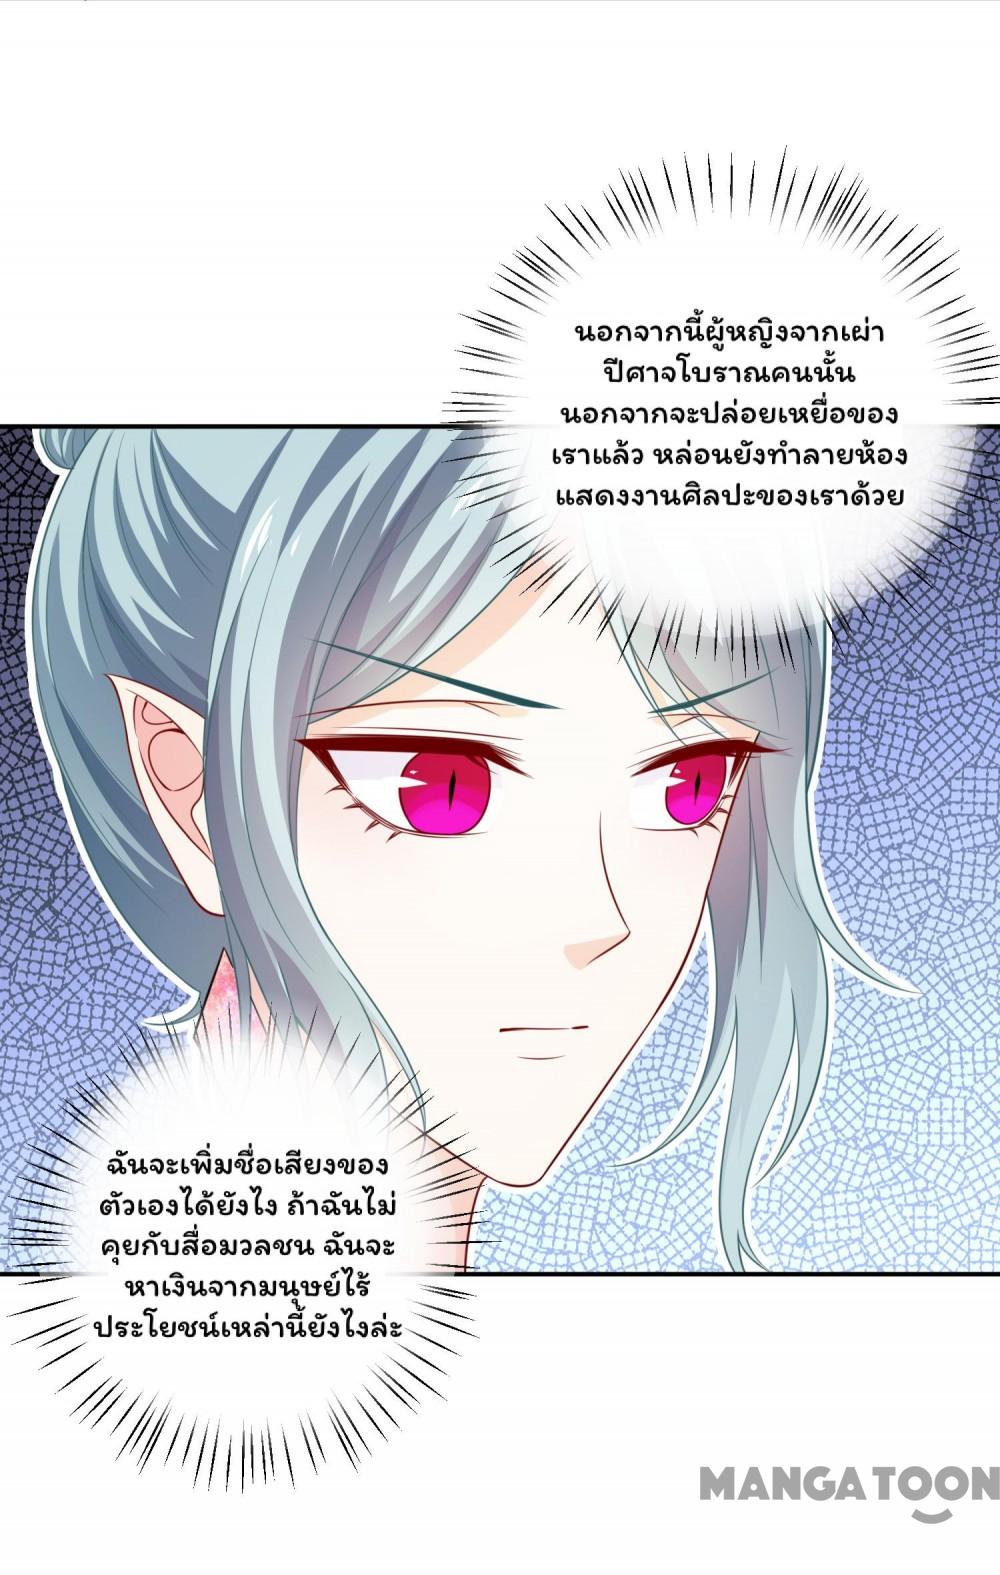 นอกจากนี้ผู้หญิงจากเผ่า
ปีศาจโบราณคนนั้น
นอกจากจะปล่อยเหยื่อของ
เราแล้ว หล่อนยังทำลายห้อง
แสดงงานศิลปะของเราด้วย
ฉันจะเพิ่มชื่อเสียงของ
ตัวเองได้ยังไง ถ้าฉันไม่
คุยกับสื่อมวลชน ฉันจะ
หาเงินจากมนุษย์ไร้
ประโยชน์เหล่านี้ยังไงล่ะ
MANGATOON